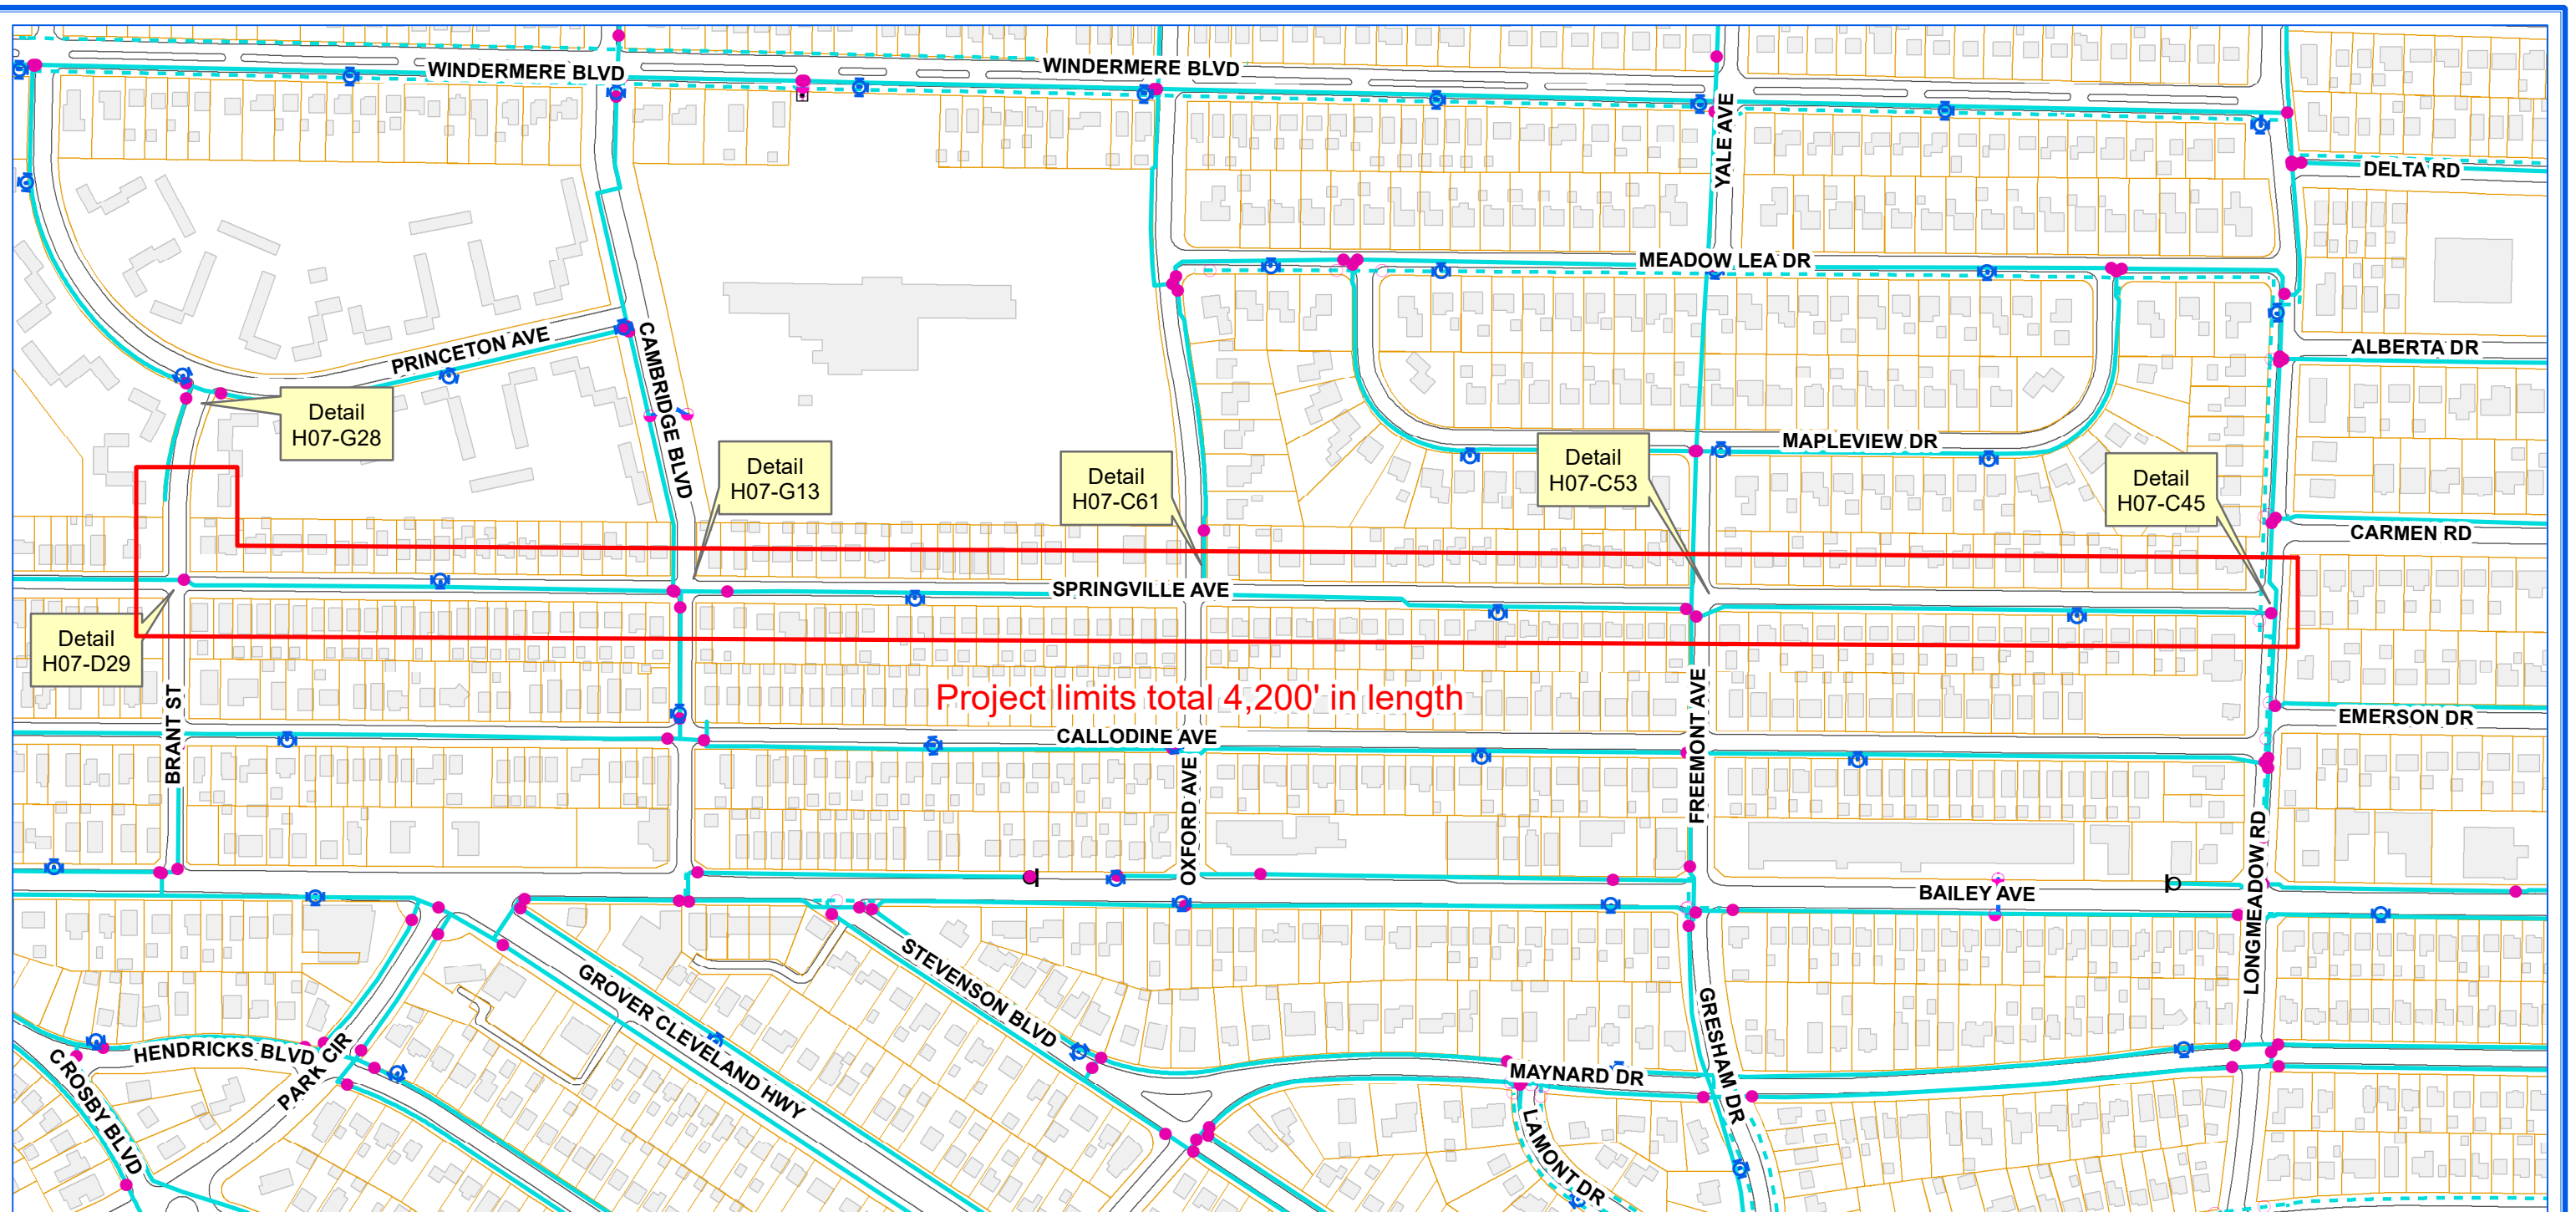 WINDERMERE BLVD
WINDERMERE BLVD
YALE AVE
DELTA RD
MEADOW LEA DR
PRINCETON AVE
CAMBRIDGE BLVD
ALBERTA DR
Detail
H07-G28
Detail
H07-G13
Detail
H07-C61
Detail
H07-C53
MAPLEVIEW DR
Detail
H07-C45
CARMEN RD
SPRINGVILLE AVE
Detail
H07-D29
BRANT ST
Project limits total 4,200' in length
FREEMONT AVE
EMERSON DR
CALLODINE AVE
OXFORD AVE
LONGMEADOW RD
BAILEY AVE
STEVENSON BLVD
GROVER CLEVELAND HWY
GRESHAM DR
HENDRICKS BLVD
PARK CIR
CROSBY BLVD
MAYNARD DR
LAMONT DR